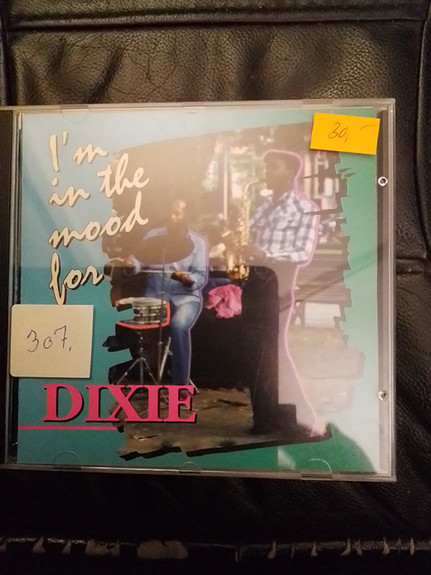 I'm
in the
mood
for
30,-
307.
DIXIE